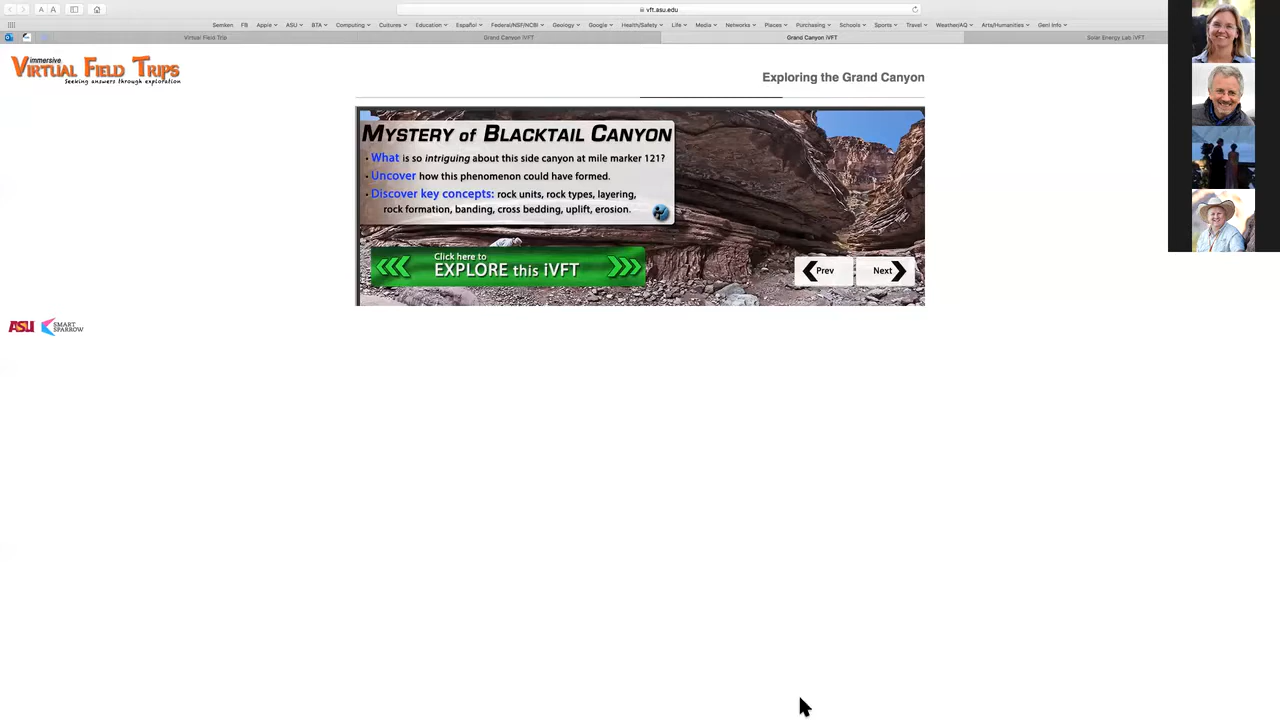 A A
vft.asu.edu
Semken FB Apple ASU BTA Computing Cultures Education Español Federal/NSF/NCBI Geology Google Health/Safety Life Media Networks Places Purchasing Schools Sports Travel Weather/AQ Arts/Humanities Genl Info
Virtual Field Trip Grand Canyon iVFT Grand Canyon iVFT Solar Energy Lab iVFT
immersive
VIRTUAL FIELD TRIPS
Seeking answers through exploration
Exploring the Grand Canyon
MYSTERY of BLACKTAIL CANYON
• What is so intriguing about this side canyon at mile marker 121?
• Uncover how this phenomenon could have formed.
• Discover key concepts: rock units, rock types, layering,
rock formation, banding, cross bedding, uplift, erosion.
Click here to
EXPLORE this iVFT
Prev Next
ASU SMART
SPARROW